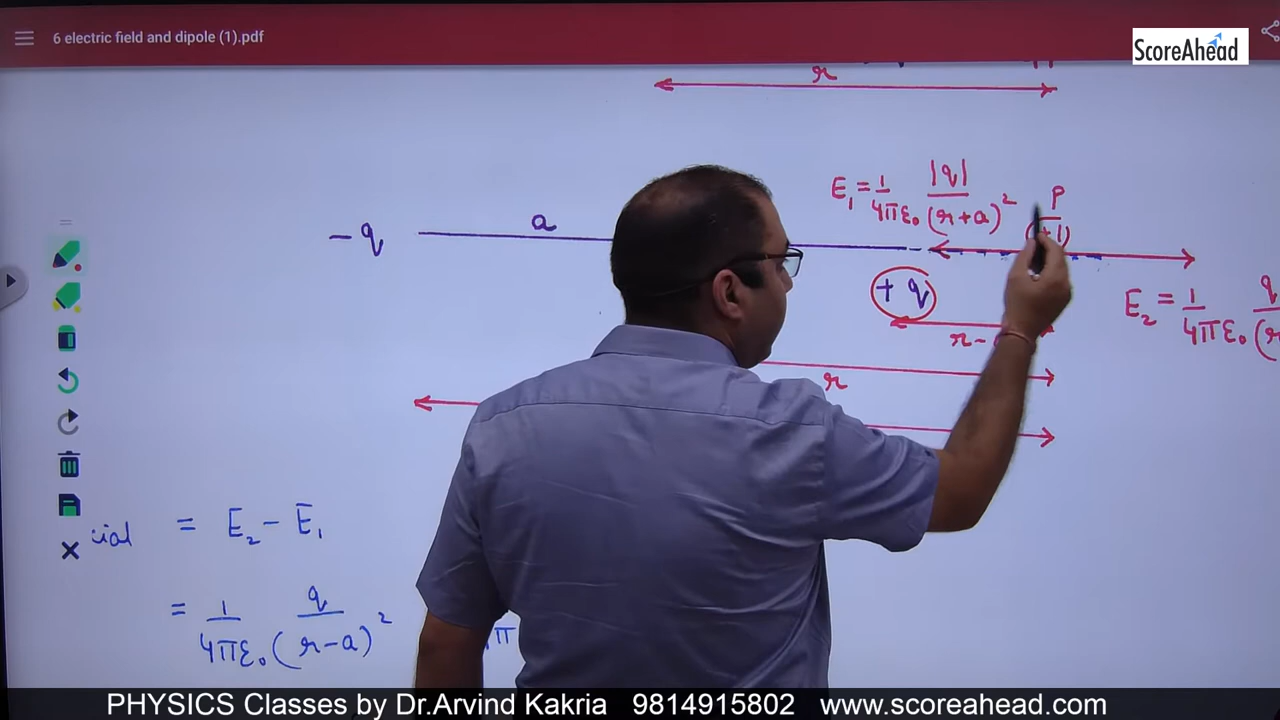 6 electric field and dipole (1).pdf
ScoreAhead
r
E₁ = 1/4πε₀ |q|/(r+a)²
P
(+1)
a
- q
+ q
E₂ = 1/4πε₀ q
r-
r
= E₂ - E₁
= 1/4πε₀ q/(r-a)²
PHYSICS Classes by Dr.Arvind Kakria 9814915802 www.scoreahead.com